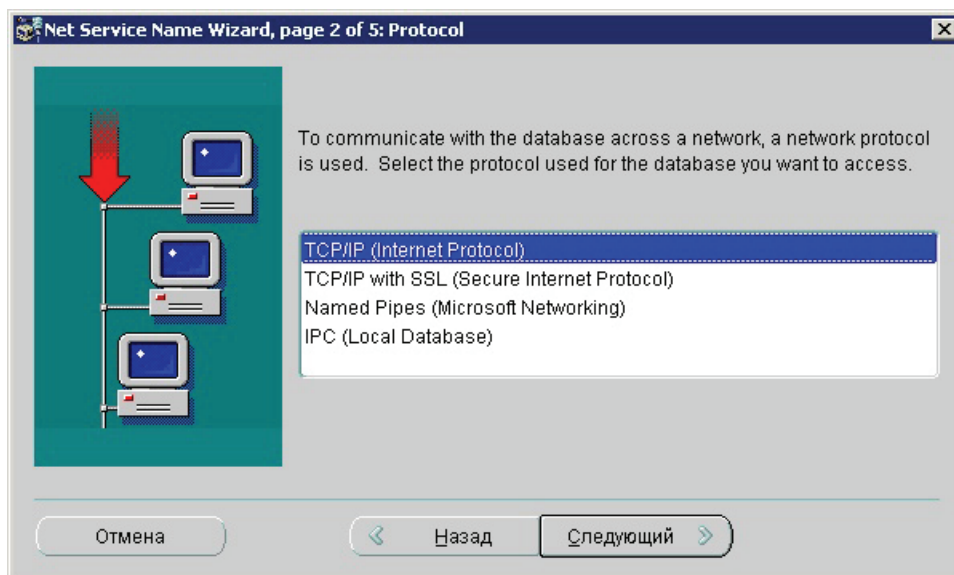 Net Service Name Wizard, page 2 of 5: Protocol
To communicate with the database across a network, a network protocol
is used. Select the protocol used for the database you want to access.
TCP/IP (Internet Protocol)
TCP/IP with SSL (Secure Internet Protocol)
Named Pipes (Microsoft Networking)
IPC (Local Database)
Отмена
Назад
Следующий